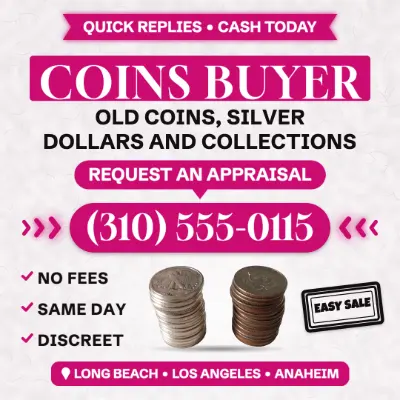 QUICK REPLIES • CASH TODAY
COINS BUYER
OLD COINS, SILVER
DOLLARS AND COLLECTIONS
REQUEST AN APPRAISAL
(310) 555-0115
NO FEES
SAME DAY
DISCREET
EASY SALE
LONG BEACH • LOS ANGELES • ANAHEIM